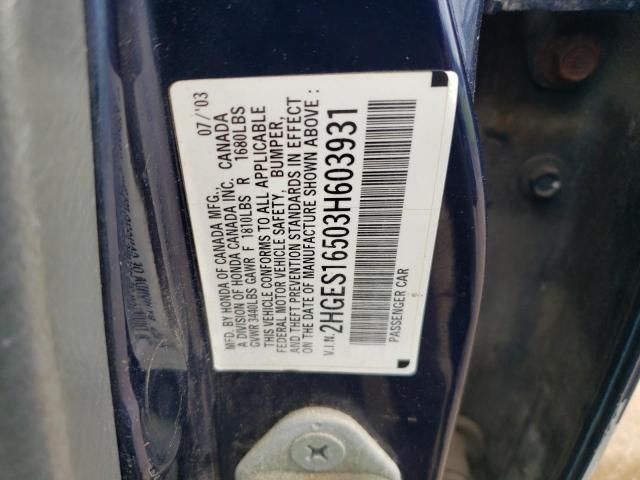 MFD. BY HONDA OF CANADA MFG., 07/'03
A DIVISION OF HONDA CANADA INC. CANADA
GVWR 3440LBS GAWR F 1810LBS R 1680LBS
THIS VEHICLE CONFORMS TO ALL APPLICABLE
FEDERAL MOTOR VEHICLE SAFETY, BUMPER,
AND THEFT PREVENTION STANDARDS IN EFFECT
ON THE DATE OF MANUFACTURE SHOWN ABOVE :
V.I.N. 2HGES16503H603931
PASSENGER CAR